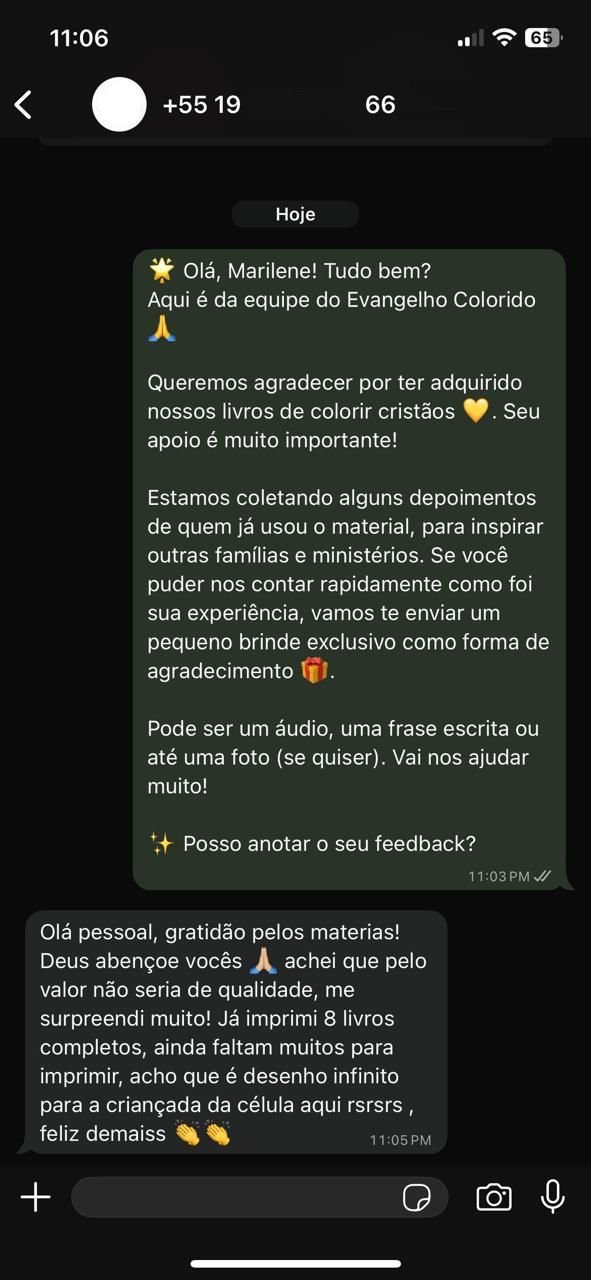 11:06
65
+55 19 66
Hoje
🌟 Olá, Marilene! Tudo bem?
Aqui é da equipe do Evangelho Colorido
🙏
Queremos agradecer por ter adquirido
nossos livros de colorir cristãos 💛. Seu
apoio é muito importante!
Estamos coletando alguns depoimentos
de quem já usou o material, para inspirar
outras famílias e ministérios. Se você
puder nos contar rapidamente como foi
sua experiência, vamos te enviar um
pequeno brinde exclusivo como forma de
agradecimento 🎁.
Pode ser um áudio, uma frase escrita ou
até uma foto (se quiser). Vai nos ajudar
muito!
✨ Posso anotar o seu feedback?
11:03 PM
Olá pessoal, gratidão pelos materias!
Deus abençoe vocês 🙏🏼 achei que pelo
valor não seria de qualidade, me
surpreendi muito! Já imprimi 8 livros
completos, ainda faltam muitos para
imprimir, acho que é desenho infinito
para a criançada da célula aqui rsrsrs ,
feliz demaiss 👏👏
11:05 PM